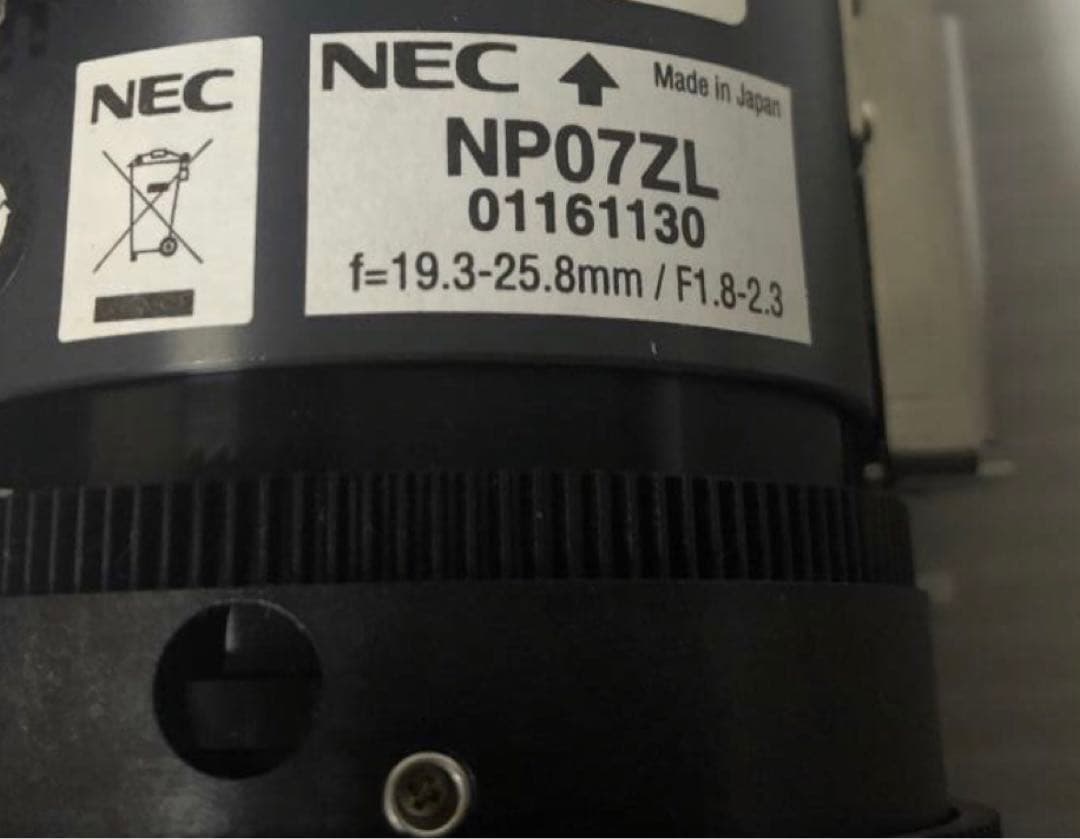 NEC
NEC
Made in Japan
NP07ZL
01161130
f=19.3-25.8mm / F1.8-2.3